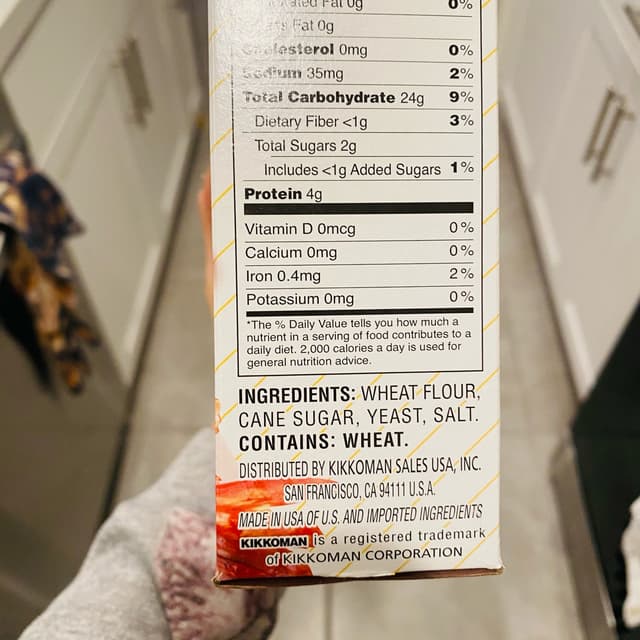 Fat 0g 0%
Fat 0g
Cholesterol 0mg 0%
Sodium 35mg 2%
Total Carbohydrate 24g 9%
Dietary Fiber <1g 3%
Total Sugars 2g
Includes <1g Added Sugars 1%
Protein 4g
Vitamin D 0mcg 0%
Calcium 0mg 0%
Iron 0.4mg 2%
Potassium 0mg 0%
*The % Daily Value tells you how much a
nutrient in a serving of food contributes to a
daily diet. 2,000 calories a day is used for
general nutrition advice.
INGREDIENTS: WHEAT FLOUR,
CANE SUGAR, YEAST, SALT.
CONTAINS: WHEAT.
DISTRIBUTED BY KIKKOMAN SALES USA, INC.
SAN FRANCISCO, CA 94111 U.S.A.
MADE IN USA OF U.S. AND IMPORTED INGREDIENTS
KIKKOMAN is a registered trademark
of KIKKOMAN CORPORATION